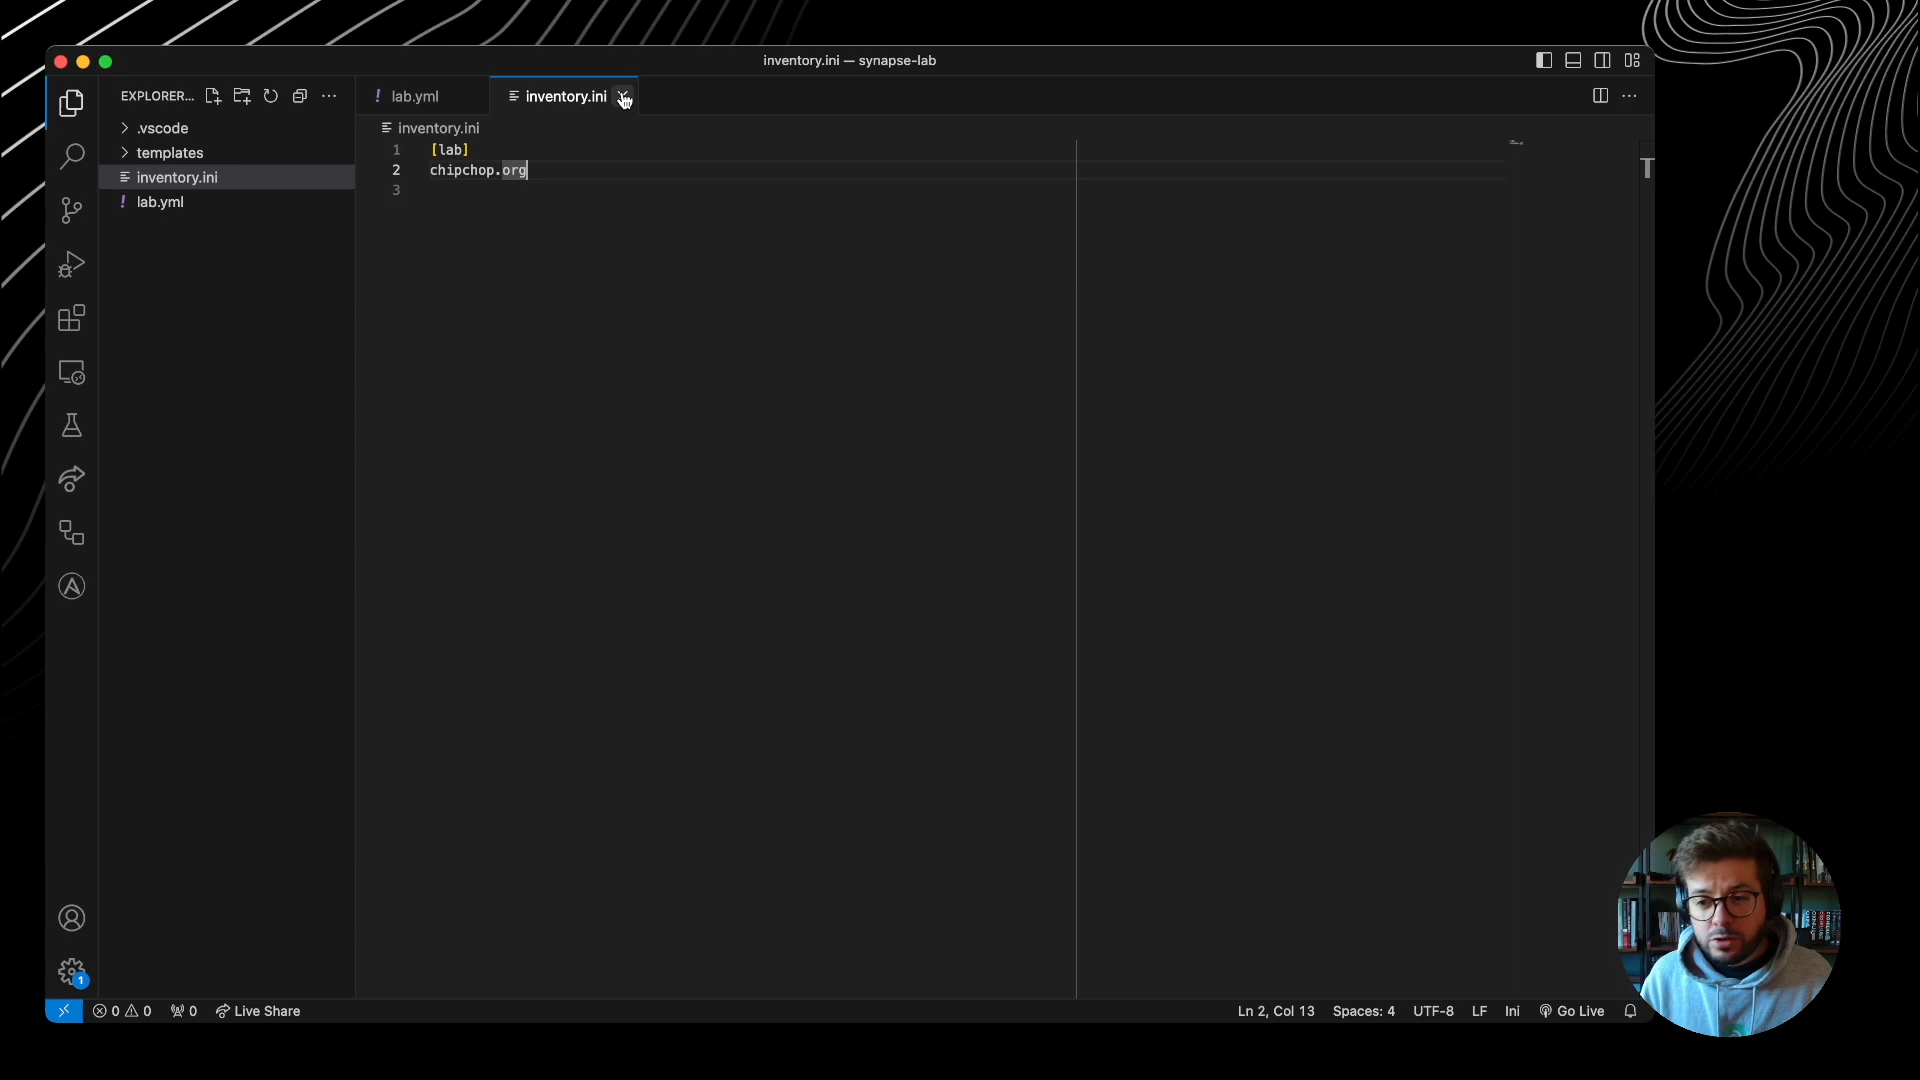 inventory.ini — synapse-lab
EXPLORER...
.vscode
templates
inventory.ini
! lab.yml
! lab.yml
inventory.ini
inventory.ini
1 [lab]
2 chipchop.org
3
1
0 0 0 Live Share
Ln 2, Col 13 Spaces: 4 UTF-8 LF Ini Go Live